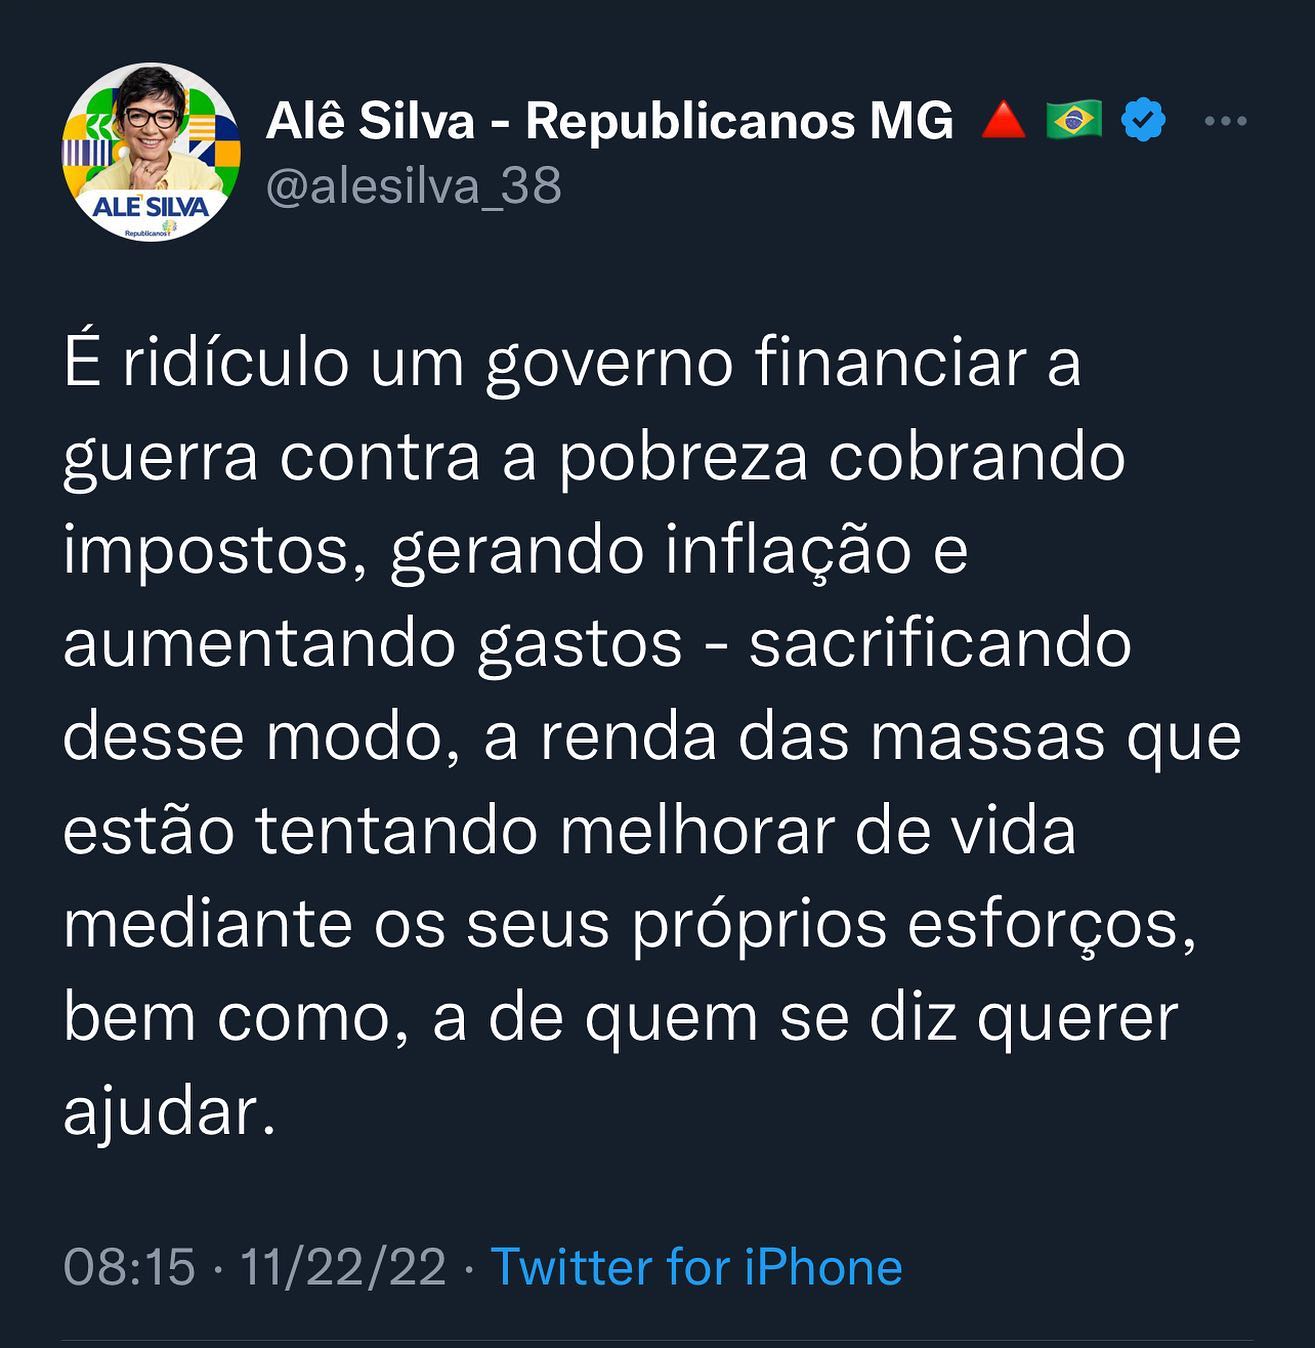 Alê Silva - Republicanos MG 🔺 🇧🇷
@alesilva_38
ALÊ SILVA
Republicanos
É ridículo um governo financiar a
guerra contra a pobreza cobrando
impostos, gerando inflação e
aumentando gastos - sacrificando
desse modo, a renda das massas que
estão tentando melhorar de vida
mediante os seus próprios esforços,
bem como, a de quem se diz querer
ajudar.
08:15 · 11/22/22 · Twitter for iPhone